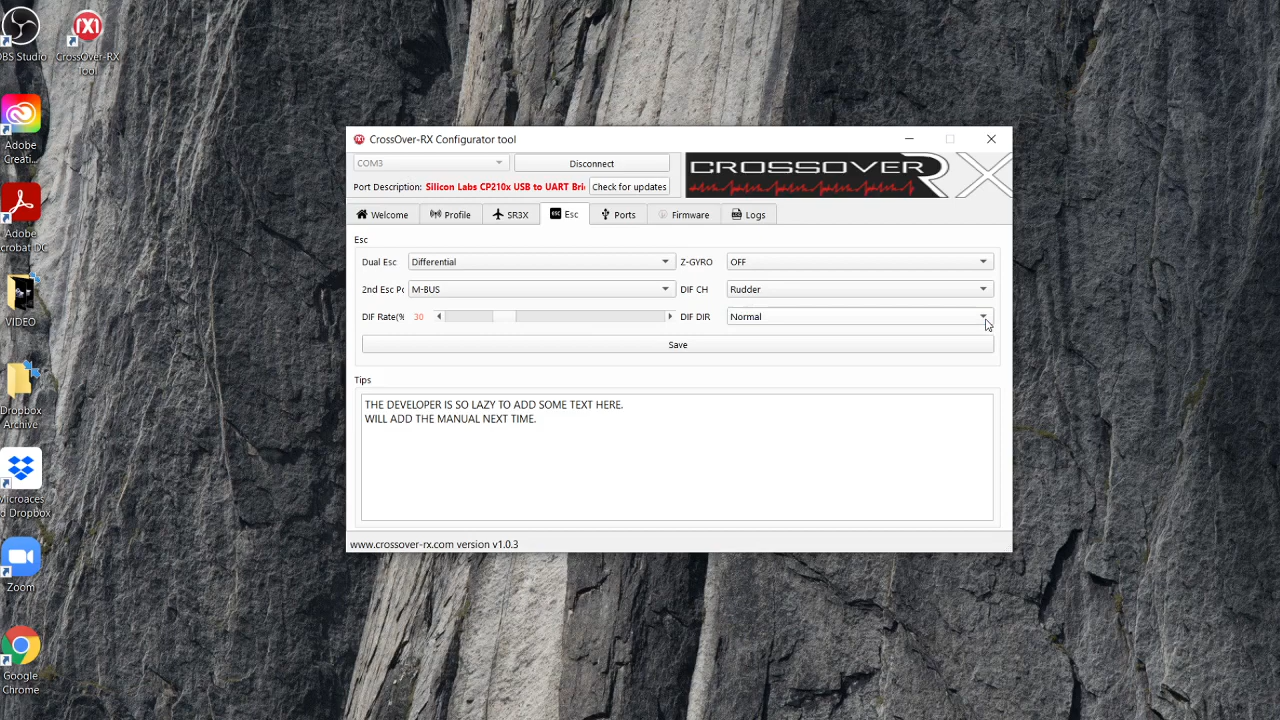 OBS Studio
CrossOver-RX
Tool
Adobe
Creati...
Adobe
Acrobat DC
VIDEO
Dropbox
Archive
Microaces
d Dropbox
Zoom
Google
Chrome
CrossOver-RX Configurator tool
COM3
Disconnect
Port Description: Silicon Labs CP210x USB to UART Bri
Check for updates
CROSSOVER RX
Welcome
Profile
SR3X
ESC
Esc
Ports
Firmware
Logs
Esc
Dual Esc
Differential
Z-GYRO
OFF
2nd Esc Po
M-BUS
DIF CH
Rudder
DIF Rate(%
30
DIF DIR
Normal
Save
Tips
THE DEVELOPER IS SO LAZY TO ADD SOME TEXT HERE.
WILL ADD THE MANUAL NEXT TIME.
www.crossover-rx.com version v1.0.3